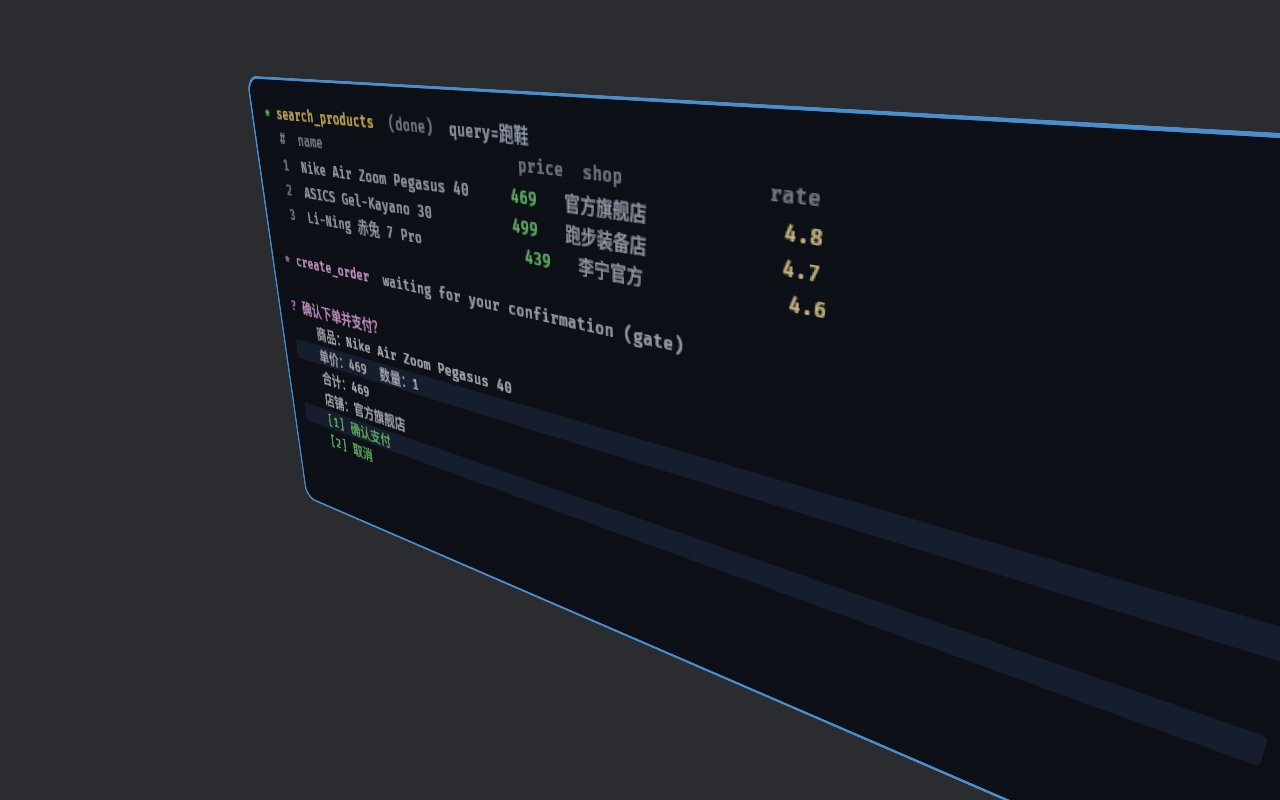 * search_products (done) query=跑鞋
# name price shop rate
1 Nike Air Zoom Pegasus 40 469 官方旗舰店 4.8
2 ASICS Gel-Kayano 30 499 跑步装备店 4.7
3 Li-Ning 赤兔 7 Pro 439 李宁官方 4.6
* create_order waiting for your confirmation (gate)
? 确认下单并支付?
商品: Nike Air Zoom Pegasus 40
单价: 469 数量: 1
合计: 469
店铺: 官方旗舰店
[1] 确认支付
[2] 取消